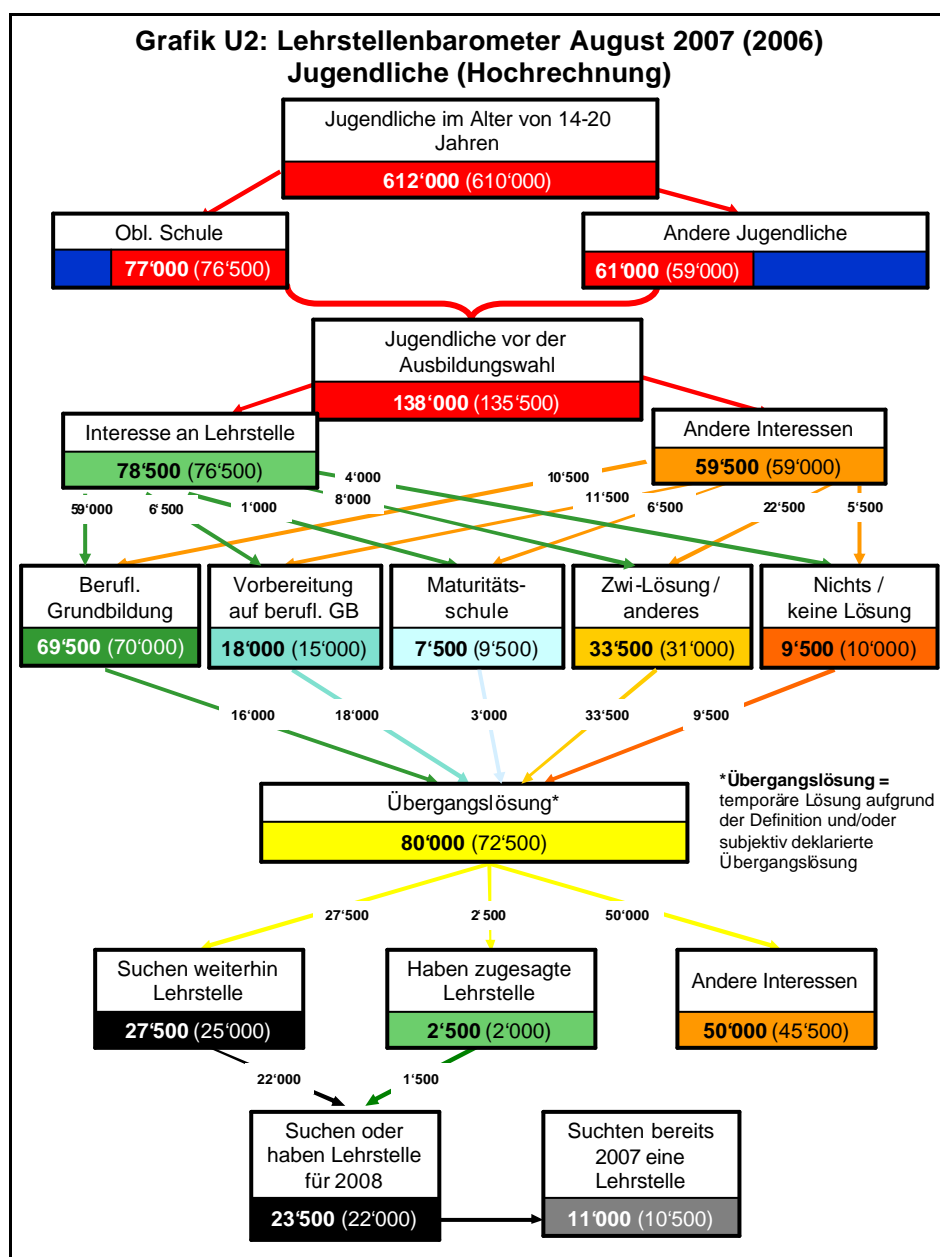 Grafik U2: Lehrstellenbarometer August 2007 (2006)
Jugendliche (Hochrechnung)
Jugendliche im Alter von 14-20
Jahren
612‘000 (610‘000)
Obl. Schule
77‘000 (76‘500)
Andere Jugendliche
61‘000 (59‘000)
Jugendliche vor der
Ausbildungswahl
138‘000 (135‘500)
Interesse an Lehrstelle
78‘500 (76‘500)
Andere Interessen
59‘500 (59‘000)
4‘000
10‘500
59‘000
6‘500
1‘000
8‘000
11‘500
6‘500
22‘500
5‘500
Berufl.
Grundbildung
69‘500 (70‘000)
Vorbereitung
auf berufl. GB
18‘000 (15‘000)
Maturitäts-
schule
7‘500 (9‘500)
Zwi-Lösung /
anderes
33‘500 (31‘000)
Nichts /
keine Lösung
9‘500 (10‘000)
16‘000
18‘000
3‘000
33‘500
9‘500
Übergangslösung*
80‘000 (72‘500)
*Übergangslösung =
temporäre Lösung aufgrund
der Definition und/oder
subjektiv deklarierte
Übergangslösung
27‘500
2‘500
50‘000
Suchen weiterhin
Lehrstelle
27‘500 (25‘000)
Haben zugesagte
Lehrstelle
2‘500 (2‘000)
Andere Interessen
50‘000 (45‘500)
22‘000
1‘500
Suchen oder
haben Lehrstelle
für 2008
23‘500 (22‘000)
Suchten bereits
2007 eine
Lehrstelle
11‘000 (10‘500)